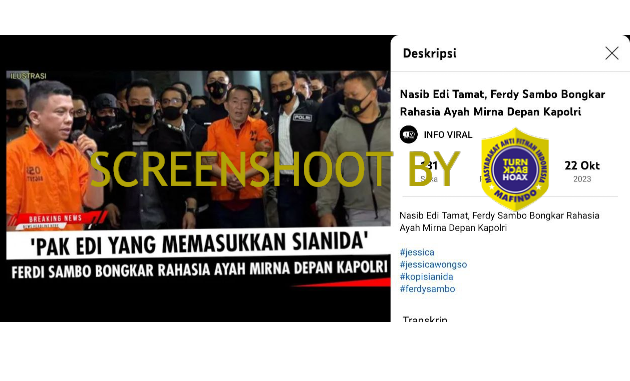 ILUSTRASI
POLISI
BREAKING NEWS
'PAK EDI YANG MEMASUKKAN SIANIDA'
FERDI SAMBO BONGKAR RAHASIA AYAH MIRNA DEPAN KAPOLRI
SCREENSHOOT BY
MASYARAKAT ANTI FITNAH INDONESIA
TURN
BACK
HOAX
MAFINDO
Deskripsi
Nasib Edi Tamat, Ferdy Sambo Bongkar
Rahasia Ayah Mirna Depan Kapolri
INFO VIRAL
22 Okt
2023
Nasib Edi Tamat, Ferdy Sambo Bongkar Rahasia
Ayah Mirna Depan Kapolri
#jessica
#jessicawongso
#kopisianida
#ferdysambo
Transkrip